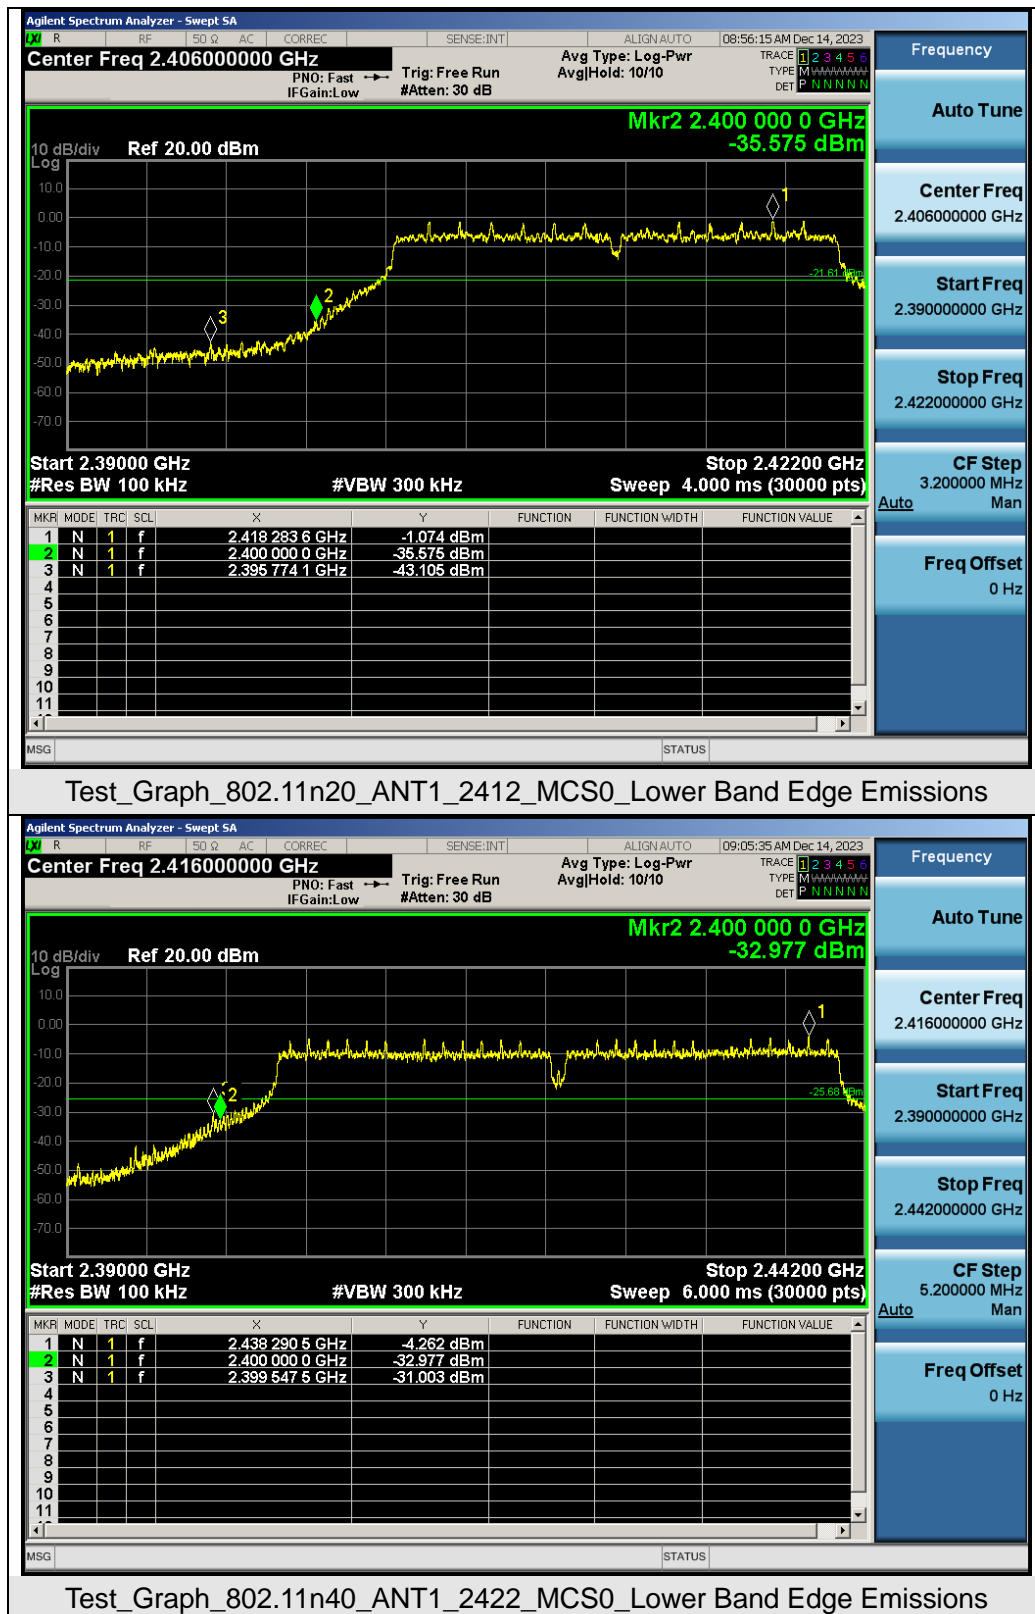 Agilent Spectrum Analyzer - Swept SA
LXI R RF 50 Ω AC CORREC SENSE:INT ALIGN AUTO 08:56:15 AM Dec 14, 2023
Center Freq 2.406000000 GHz
PNO: Fast
IFGain:Low
Trig: Free Run
#Atten: 30 dB
Avg Type: Log-Pwr
Avg|Hold: 10/10
TRACE 1 2 3 4 5 6
TYPE M WWWWW
DET P N N N N N
Mkr2 2.400 000 0 GHz
-35.575 dBm
10 dB/div Ref 20.00 dBm
Log
10.0
0.00
-10.0
-20.0
-30.0
-40.0
-50.0
-60.0
-70.0
1
2
3
-21.61 dBm
Start 2.39000 GHz Stop 2.42200 GHz
#Res BW 100 kHz #VBW 300 kHz Sweep 4.000 ms (30000 pts)
MKR MODE TRC SCL X Y FUNCTION FUNCTION WIDTH FUNCTION VALUE
1 N 1 f 2.418 283 6 GHz -1.074 dBm
2 N 1 f 2.400 000 0 GHz -35.575 dBm
3 N 1 f 2.395 774 1 GHz -43.105 dBm
4
5
6
7
8
9
10
11
MSG STATUS
Frequency
Auto Tune
Center Freq
2.406000000 GHz
Start Freq
2.390000000 GHz
Stop Freq
2.422000000 GHz
CF Step
3.200000 MHz
Auto Man
Freq Offset
0 Hz
Test_Graph_802.11n20_ANT1_2412_MCS0_Lower Band Edge Emissions
Agilent Spectrum Analyzer - Swept SA
LXI R RF 50 Ω AC CORREC SENSE:INT ALIGN AUTO 09:05:35 AM Dec 14, 2023
Center Freq 2.416000000 GHz
PNO: Fast
IFGain:Low
Trig: Free Run
#Atten: 30 dB
Avg Type: Log-Pwr
Avg|Hold: 10/10
TRACE 1 2 3 4 5 6
TYPE M WWWWW
DET P N N N N N
Mkr2 2.400 000 0 GHz
-32.977 dBm
10 dB/div Ref 20.00 dBm
Log
10.0
0.00
-10.0
-20.0
-30.0
-40.0
-50.0
-60.0
-70.0
1
2
-25.68 dBm
Start 2.39000 GHz Stop 2.44200 GHz
#Res BW 100 kHz #VBW 300 kHz Sweep 6.000 ms (30000 pts)
MKR MODE TRC SCL X Y FUNCTION FUNCTION WIDTH FUNCTION VALUE
1 N 1 f 2.438 290 5 GHz -4.262 dBm
2 N 1 f 2.400 000 0 GHz -32.977 dBm
3 N 1 f 2.399 547 5 GHz -31.003 dBm
4
5
6
7
8
9
10
11
MSG STATUS
Frequency
Auto Tune
Center Freq
2.416000000 GHz
Start Freq
2.390000000 GHz
Stop Freq
2.442000000 GHz
CF Step
5.200000 MHz
Auto Man
Freq Offset
0 Hz
Test_Graph_802.11n40_ANT1_2422_MCS0_Lower Band Edge Emissions